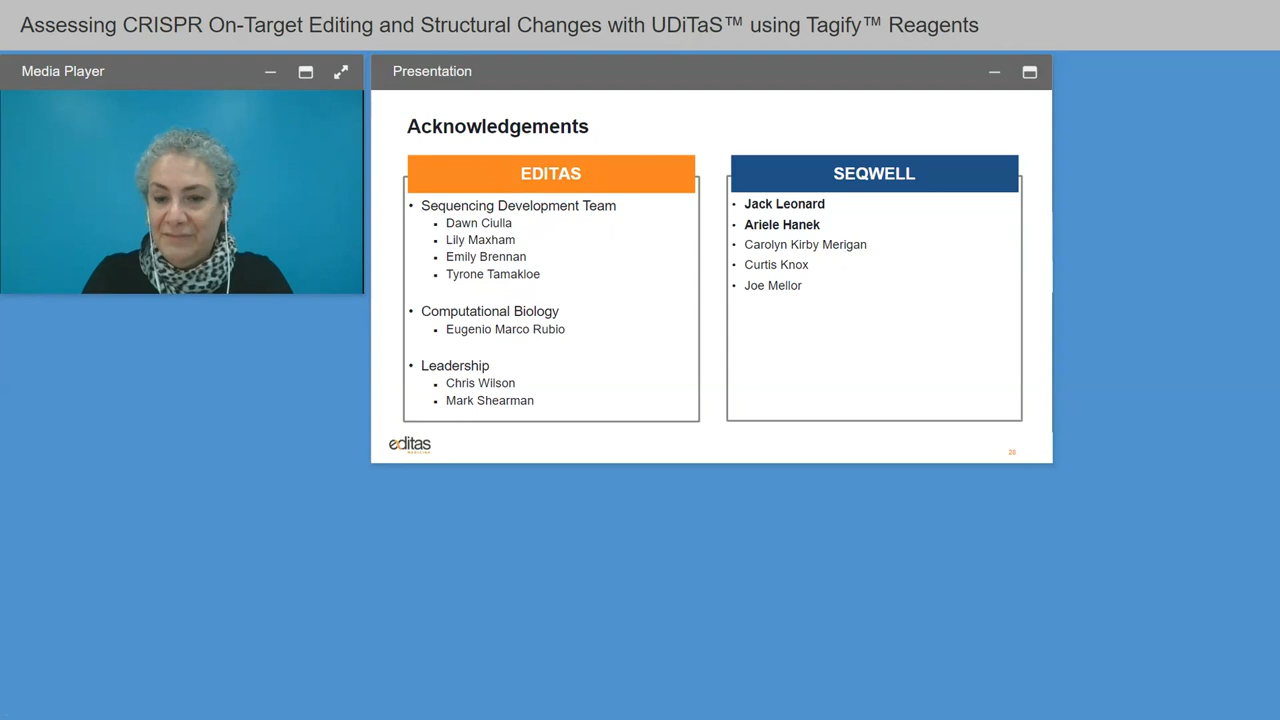 Assessing CRISPR On-Target Editing and Structural Changes with UDiTaS™ using Tagify™ Reagents
Media Player
Presentation
Acknowledgements
EDITAS
• Sequencing Development Team
▪ Dawn Ciulla
▪ Lily Maxham
▪ Emily Brennan
▪ Tyrone Tamakloe
• Computational Biology
▪ Eugenio Marco Rubio
• Leadership
▪ Chris Wilson
▪ Mark Shearman
SEQWELL
• Jack Leonard
• Ariele Hanek
• Carolyn Kirby Merigan
• Curtis Knox
• Joe Mellor
editas
28